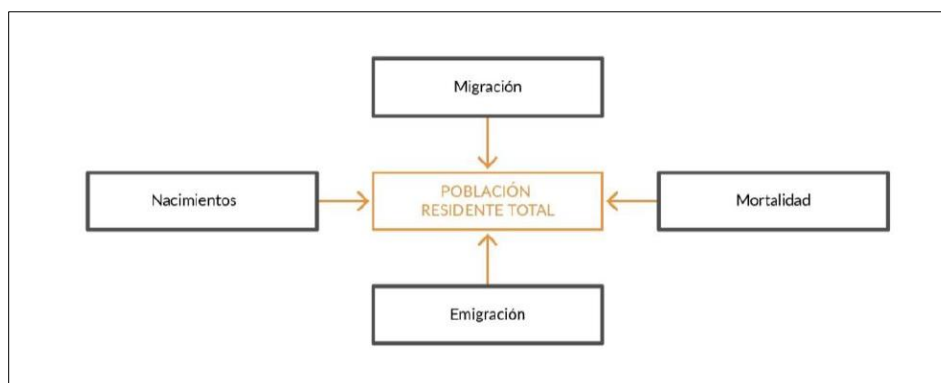 Migración
Nacimientos
POBLACIÓN
RESIDENTE TOTAL
Mortalidad
Emigración